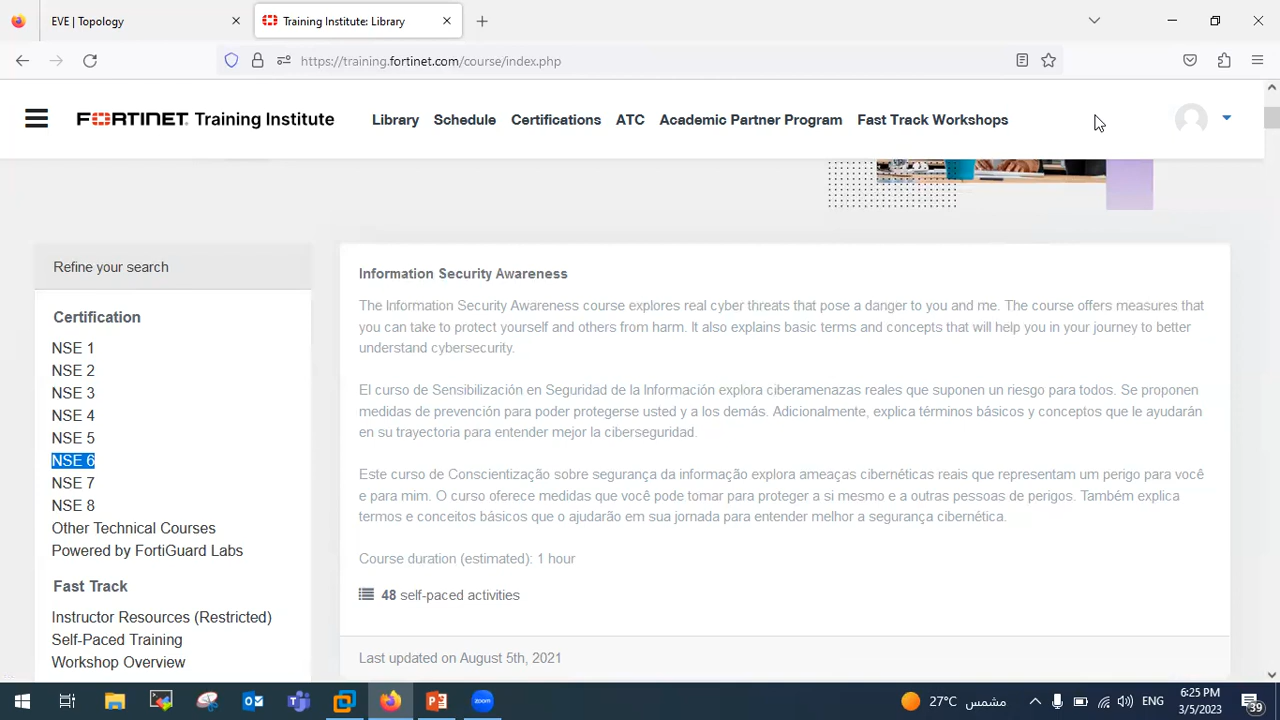 EVE | Topology
Training Institute: Library
https://training.fortinet.com/course/index.php
FORTINET Training Institute
Library Schedule Certifications ATC Academic Partner Program Fast Track Workshops
Refine your search
Certification
NSE 1
NSE 2
NSE 3
NSE 4
NSE 5
NSE 6
NSE 7
NSE 8
Other Technical Courses
Powered by FortiGuard Labs
Fast Track
Instructor Resources (Restricted)
Self-Paced Training
Workshop Overview
Information Security Awareness
The Information Security Awareness course explores real cyber threats that pose a danger to you and me. The course offers measures that
you can take to protect yourself and others from harm. It also explains basic terms and concepts that will help you in your journey to better
understand cybersecurity.
El curso de Sensibilización en Seguridad de la Información explora ciberamenazas reales que suponen un riesgo para todos. Se proponen
medidas de prevención para poder protegerse usted y a los demás. Adicionalmente, explica términos básicos y conceptos que le ayudarán
en su trayectoria para entender mejor la ciberseguridad.
Este curso de Conscientização sobre segurança da informação explora ameaças cibernéticas reais que representam um perigo para você
e para mim. O curso oferece medidas que você pode tomar para proteger a si mesmo e a outras pessoas de perigos. Também explica
termos e conceitos básicos que o ajudarão em sua jornada para entender melhor a segurança cibernética.
Course duration (estimated): 1 hour
48 self-paced activities
Last updated on August 5th, 2021
27°C مشمس
ENG
6:25 PM
3/5/2023
39
zoom